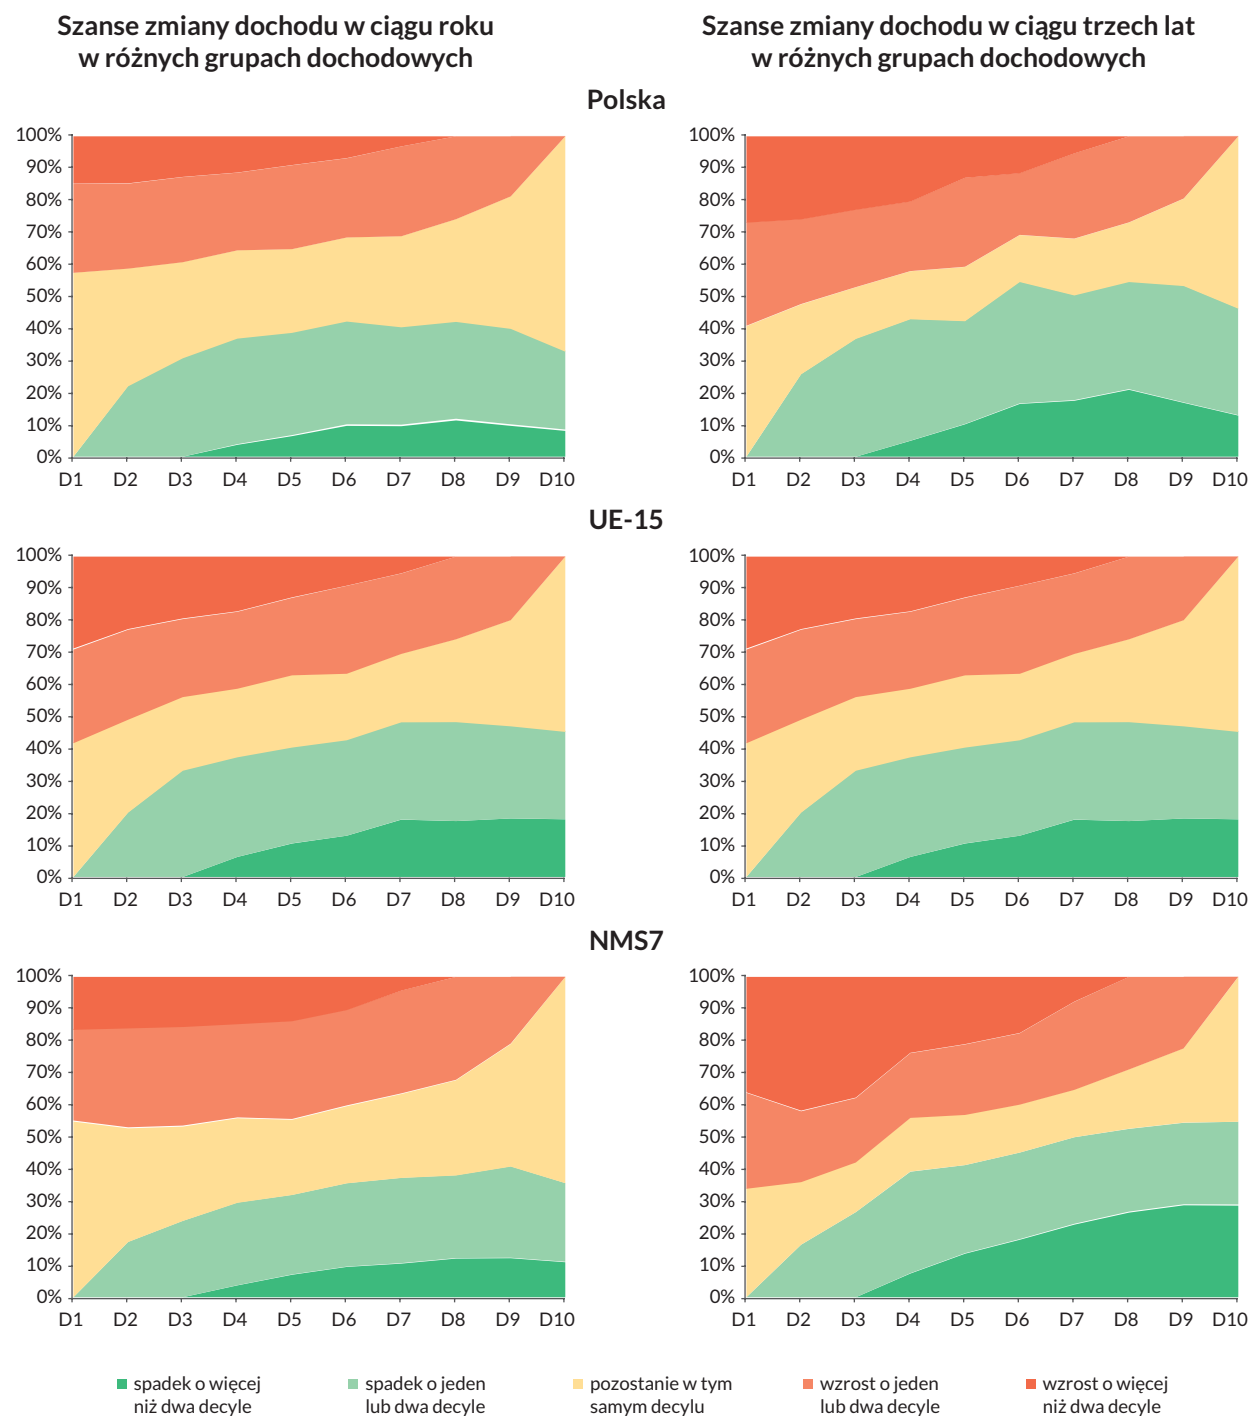 Szanse zmiany dochodu w ciągu roku
w różnych grupach dochodowych
Szanse zmiany dochodu w ciągu trzech lat
w różnych grupach dochodowych
Polska
100%
90%
80%
70%
60%
50%
40%
30%
20%
10%
0%
D1 D2 D3 D4 D5 D6 D7 D8 D9 D10
100%
90%
80%
70%
60%
50%
40%
30%
20%
10%
0%
D1 D2 D3 D4 D5 D6 D7 D8 D9 D10
UE-15
100%
90%
80%
70%
60%
50%
40%
30%
20%
10%
0%
D1 D2 D3 D4 D5 D6 D7 D8 D9 D10
100%
90%
80%
70%
60%
50%
40%
30%
20%
10%
0%
D1 D2 D3 D4 D5 D6 D7 D8 D9 D10
NMS7
100%
90%
80%
70%
60%
50%
40%
30%
20%
10%
0%
D1 D2 D3 D4 D5 D6 D7 D8 D9 D10
100%
90%
80%
70%
60%
50%
40%
30%
20%
10%
0%
D1 D2 D3 D4 D5 D6 D7 D8 D9 D10
spadek o więcej
niż dwa decyle
spadek o jeden
lub dwa decyle
pozostanie w tym
samym decylu
wzrost o jeden
lub dwa decyle
wzrost o więcej
niż dwa decyle